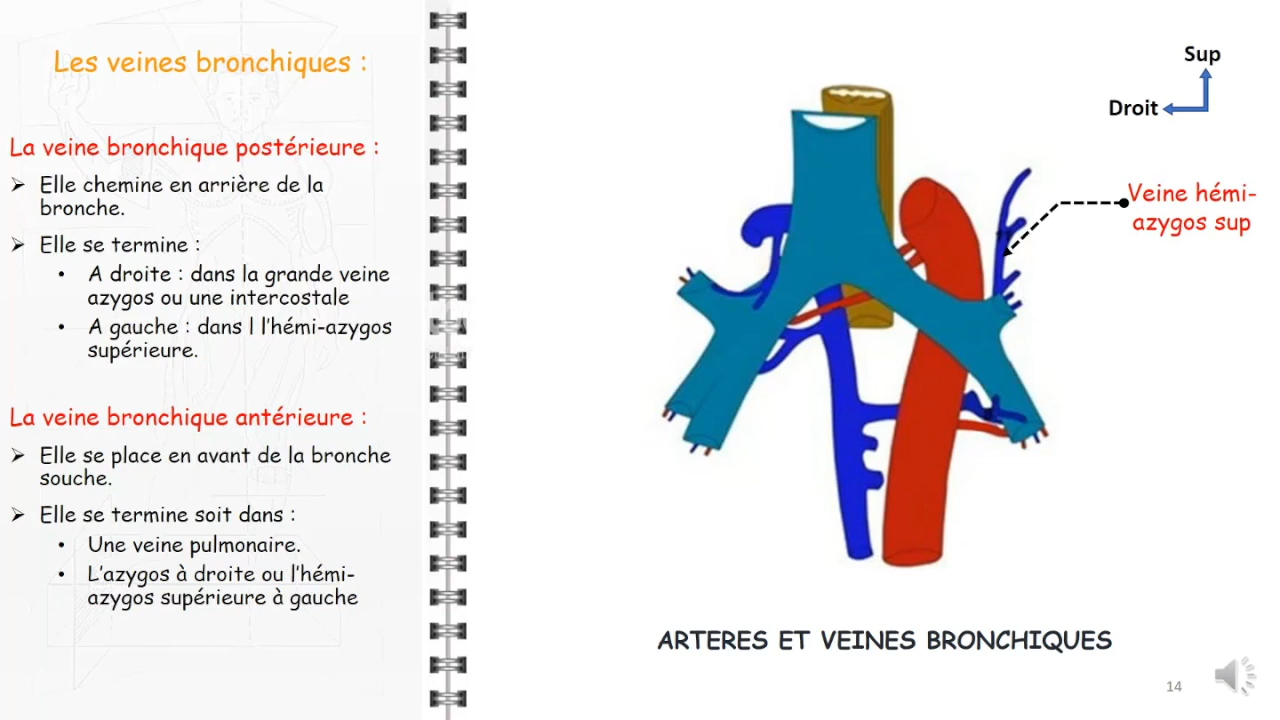 Les veines bronchiques :
La veine bronchique postérieure :
➢ Elle chemine en arrière de la
bronche.
➢ Elle se termine :
• A droite : dans la grande veine
azygos ou une intercostale
• A gauche : dans l l’hémi-azygos
supérieure.
La veine bronchique antérieure :
➢ Elle se place en avant de la bronche
souche.
➢ Elle se termine soit dans :
• Une veine pulmonaire.
• L’azygos à droite ou l’hémi-
azygos supérieure à gauche
Sup
Droit
Veine hémi-
azygos sup
ARTERES ET VEINES BRONCHIQUES
14